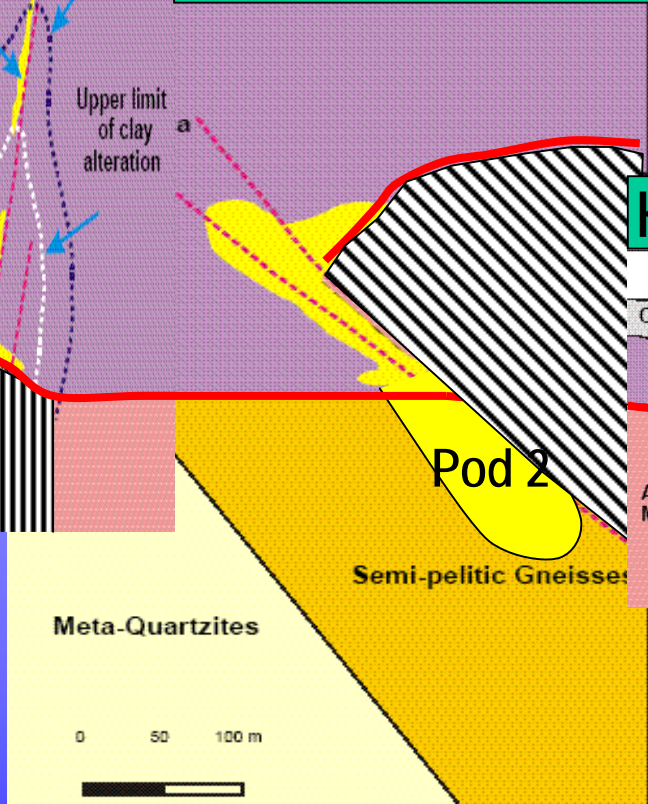 Upper limit
of clay
alteration
a
Pod 2
Semi-pelitic Gneisses
Meta-Quartzites
0 50 100 m